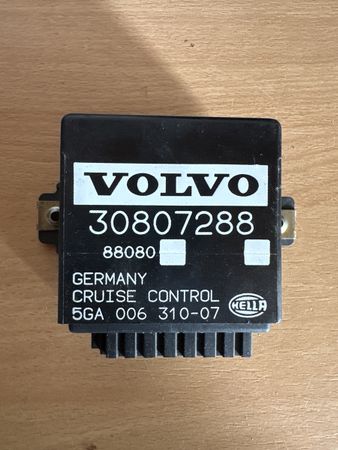 VOLVO
30807288
88080
GERMANY
CRUISE CONTROL
5GA 006 310-07
HELLA